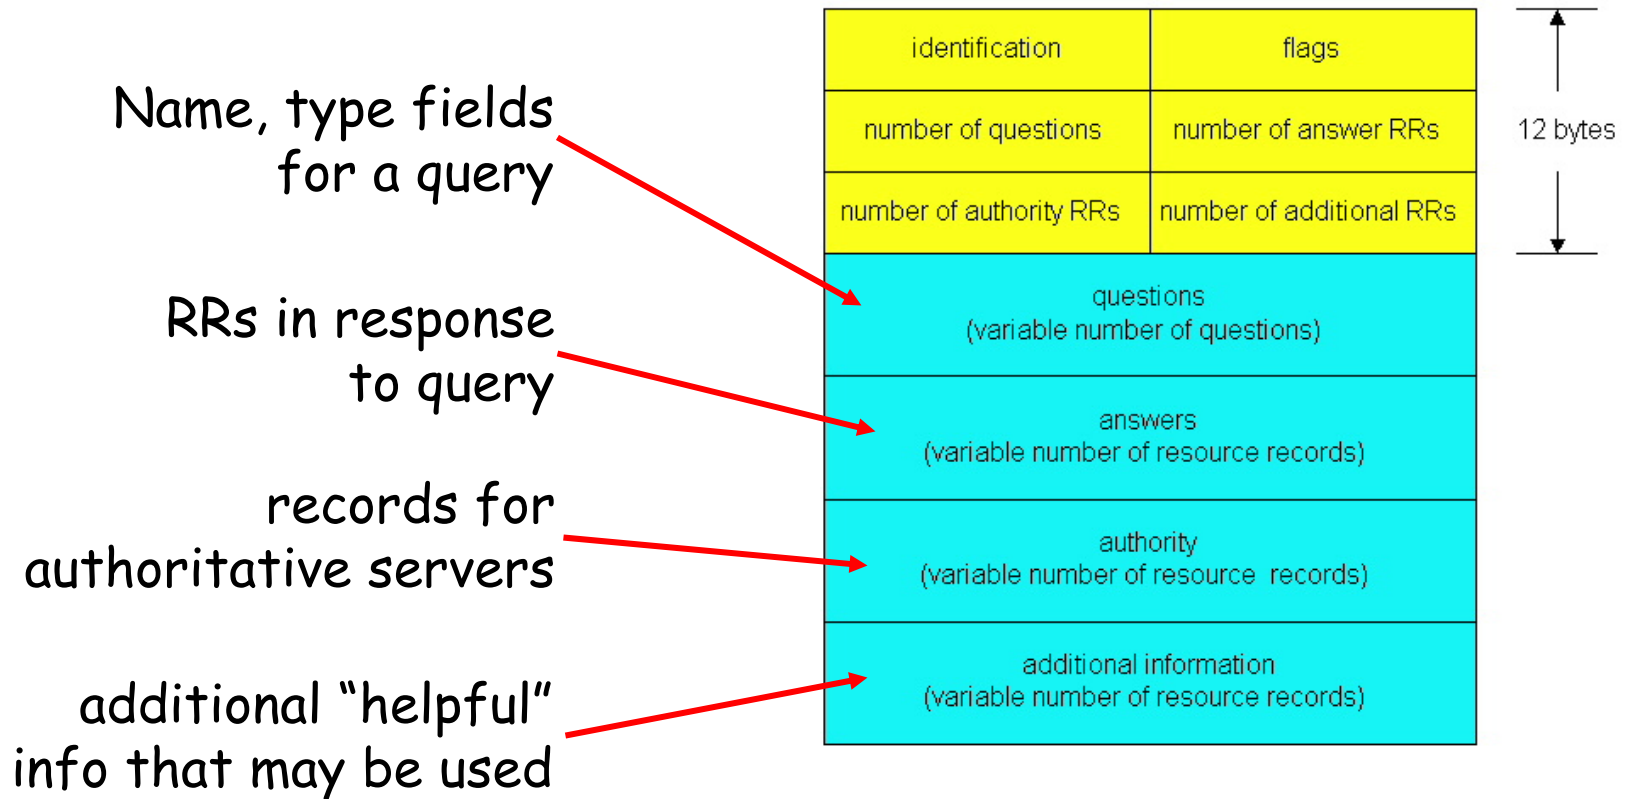 Name, type fields
for a query
RRs in response
to query
records for
authoritative servers
additional “helpful”
info that may be used
identification
flags
number of questions
number of answer RRs
number of authority RRs
number of additional RRs
12 bytes
questions
(variable number of questions)
answers
(variable number of resource records)
authority
(variable number of resource records)
additional information
(variable number of resource records)